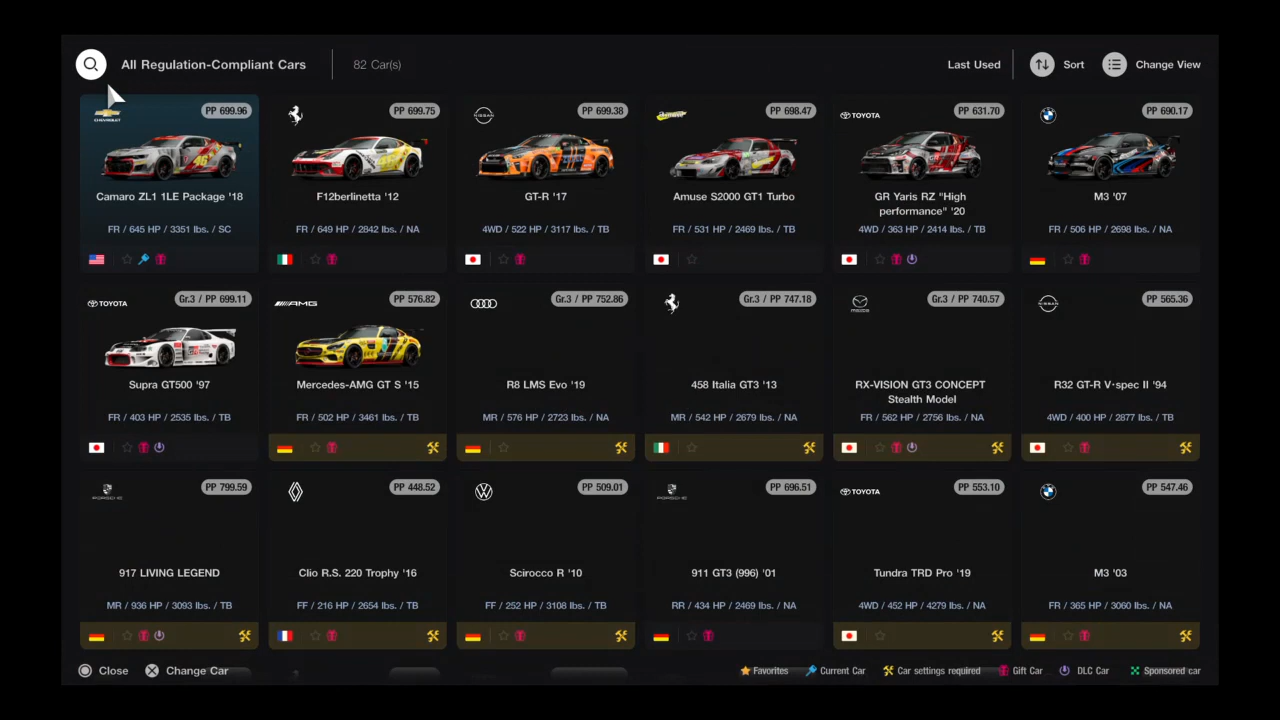 All Regulation-Compliant Cars
82 Car(s)
Last Used
Sort
Change View
CHEVROLET
PP 699.96
Camaro ZL1 1LE Package '18
FR / 645 HP / 3351 lbs. / SC
PP 699.75
F12berlinetta '12
FR / 649 HP / 2842 lbs. / NA
NISSAN
PP 699.38
GT-R '17
4WD / 522 HP / 3117 lbs. / TB
Amuse
PP 698.47
Amuse S2000 GT1 Turbo
FR / 531 HP / 2469 lbs. / TB
TOYOTA
PP 631.70
GR Yaris RZ "High
performance" '20
4WD / 363 HP / 2414 lbs. / TB
PP 690.17
M3 '07
FR / 506 HP / 2698 lbs. / NA
TOYOTA
Gr.3 / PP 699.11
Supra GT500 '97
FR / 403 HP / 2535 lbs. / TB
AMG
PP 576.82
Mercedes-AMG GT S '15
FR / 502 HP / 3461 lbs. / TB
Gr.3 / PP 752.86
R8 LMS Evo '19
MR / 576 HP / 2723 lbs. / NA
Gr.3 / PP 747.18
458 Italia GT3 '13
MR / 542 HP / 2679 lbs. / NA
mazda
Gr.3 / PP 740.57
RX-VISION GT3 CONCEPT
Stealth Model
FR / 562 HP / 2756 lbs. / NA
NISSAN
PP 565.36
R32 GT-R V·spec II '94
4WD / 400 HP / 2877 lbs. / TB
PORSCHE
PP 799.59
917 LIVING LEGEND
MR / 936 HP / 3093 lbs. / TB
PP 448.52
Clio R.S. 220 Trophy '16
FF / 216 HP / 2654 lbs. / TB
PP 509.01
Scirocco R '10
FF / 252 HP / 3108 lbs. / TB
PORSCHE
PP 696.51
911 GT3 (996) '01
RR / 434 HP / 2469 lbs. / NA
TOYOTA
PP 553.10
Tundra TRD Pro '19
4WD / 452 HP / 4279 lbs. / NA
PP 547.46
M3 '03
FR / 365 HP / 3060 lbs. / NA
Close
Change Car
Favorites
Current Car
Car settings required
Gift Car
DLC Car
Sponsored car